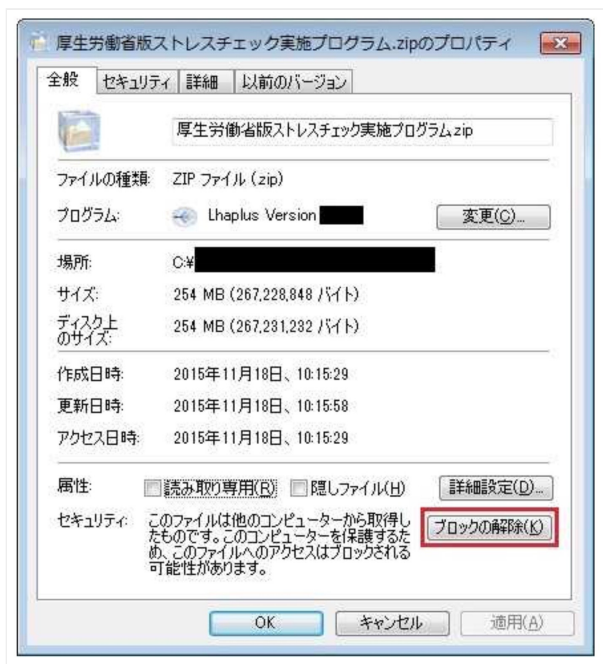 厚生労働省版ストレスチェック実施プログラム.zipのプロパティ
全般 セキュリティ 詳細 以前のバージョン
厚生労働省版ストレスチェック実施プログラム.zip
ファイルの種類: ZIP ファイル (zip)
プログラム: Lhaplus Version 変更(C)...
場所: C:¥
サイズ: 254 MB (267,228,848 バイト)
ディスク上
のサイズ: 254 MB (267,231,232 バイト)
作成日時: 2015年11月18日、10:15:29
更新日時: 2015年11月18日、10:15:58
アクセス日時: 2015年11月18日、10:15:29
属性: 読み取り専用(R) 隠しファイル(H) 詳細設定(D)...
セキュリティ: このファイルは他のコンピューターから取得し
たものです。このコンピューターを保護するた
め、このファイルへのアクセスはブロックされる
可能性があります。
ブロックの解除(K)
OK キャンセル 適用(A)